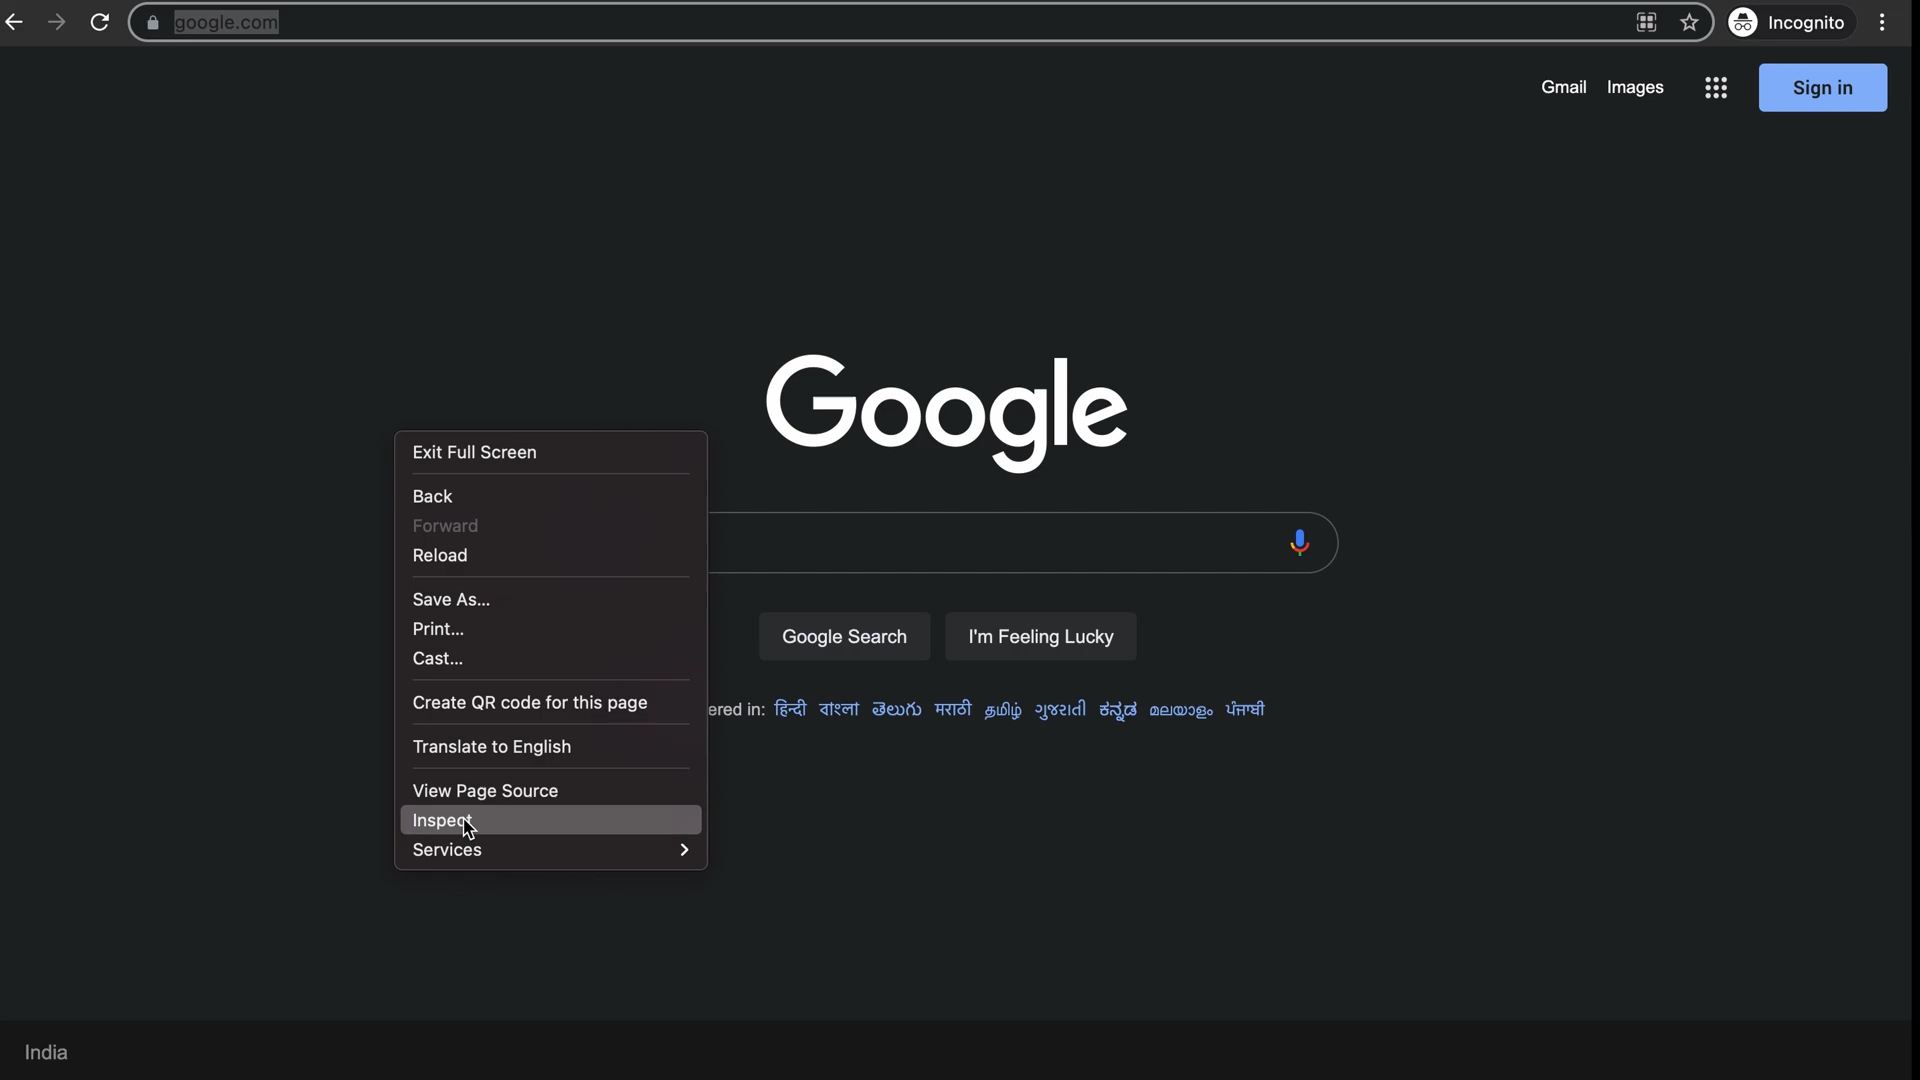 google.com
Incognito
Gmail Images
Sign in
Google
Exit Full Screen
Back
Forward
Reload
Save As...
Print...
Cast...
Create QR code for this page
Translate to English
View Page Source
Inspect
Services
Google Search I'm Feeling Lucky
ered in: हिन्दी বাংলা తెలుగు मराठी தமிழ் ગુજરાતી ಕನ್ನಡ മലയാളം ਪੰਜਾਬੀ
India